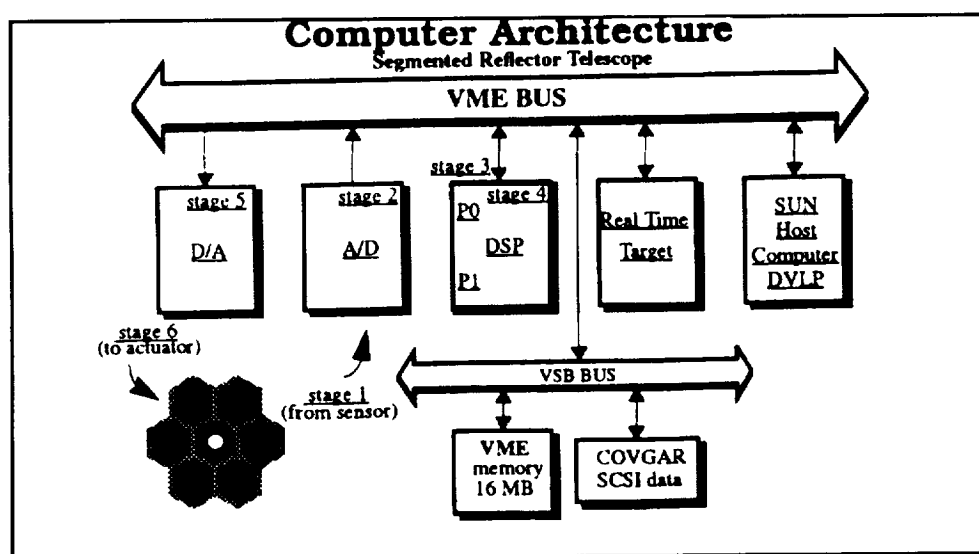 Computer Architecture
Segmented Reflector Telescope
VME BUS
stage 5
D/A
stage 2
A/D
stage 3
stage 4
P0
DSP
P1
Real Time
Target
SUN
Host
Computer
DVLP
stage 6
(to actuator)
stage 1
(from sensor)
VSB BUS
VME
memory
16 MB
COVGAR
SCSI data